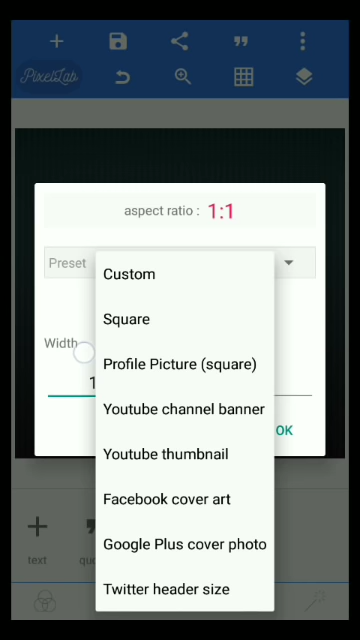 PixelLab
aspect ratio : 1:1
Preset
Custom
Square
Width
Profile Picture (square)
1
Youtube channel banner
OK
Youtube thumbnail
Facebook cover art
text
Google Plus cover photo
Twitter header size